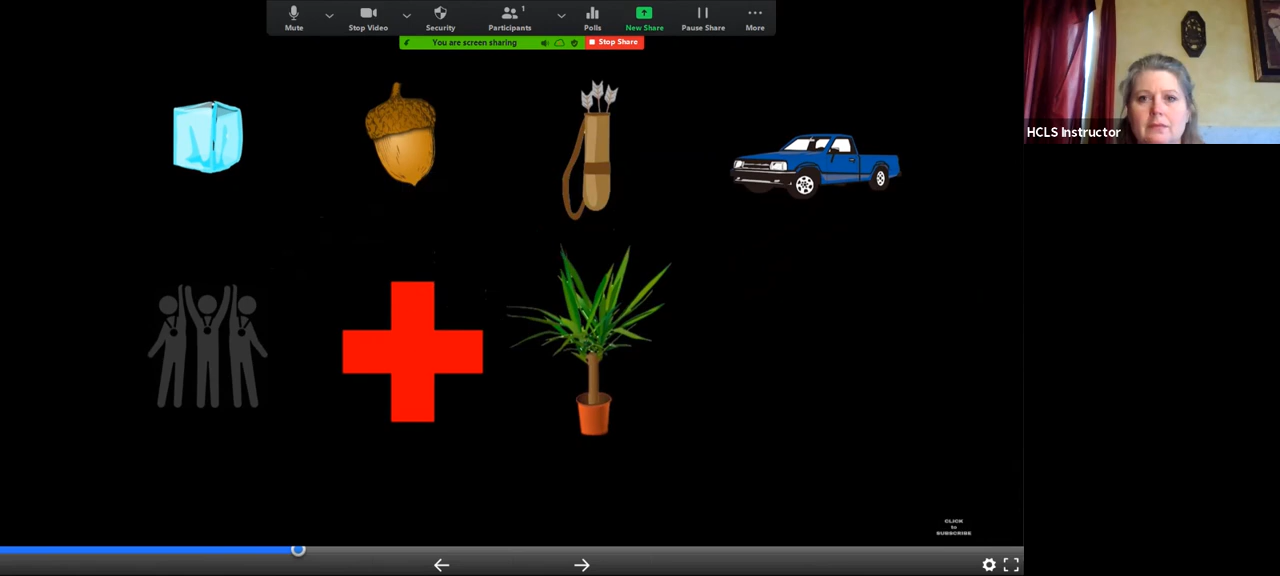 1
Mute
Stop Video
Security
Participants
Polls
New Share
Pause Share
More
You are screen sharing
Stop Share
HCLS Instructor
CLICK
to
SUBSCRIBE